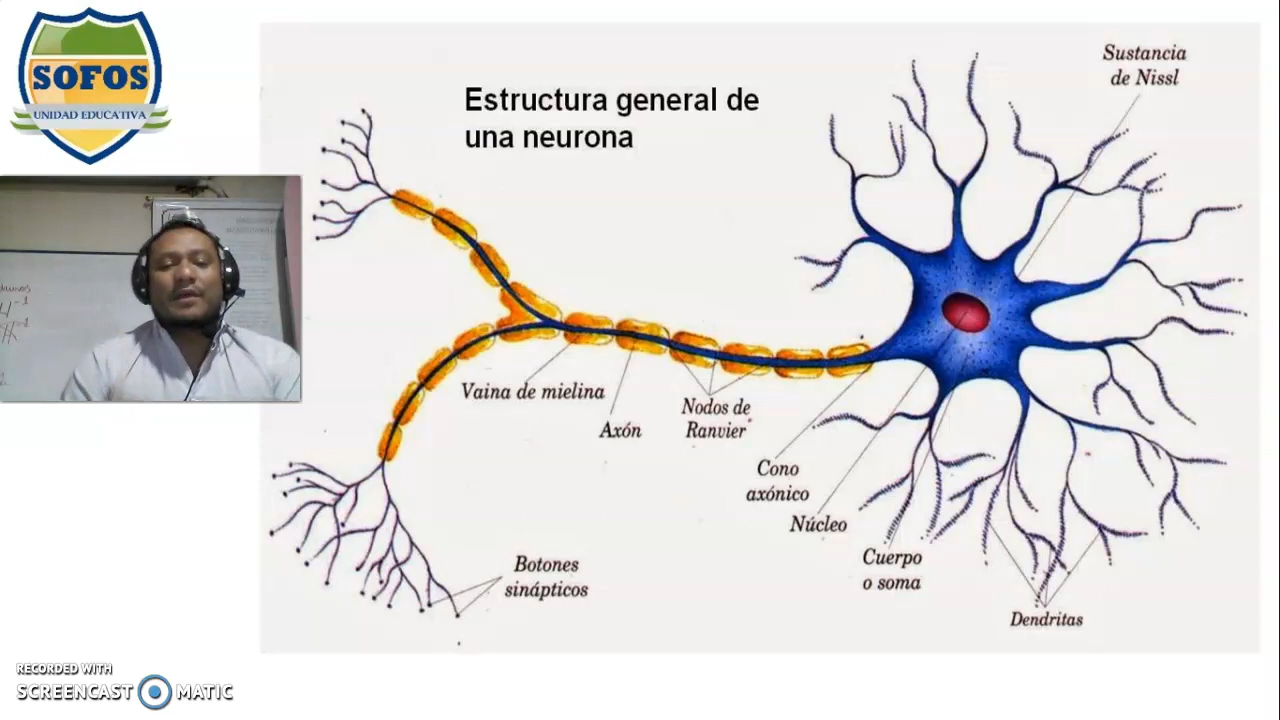 SOFOS
UNIDAD EDUCATIVA
Estructura general de
una neurona
Sustancia
de Nissl
Vaina de mielina
Axón
Nodos de
Ranvier
Cono
axónico
Núcleo
Cuerpo
o soma
Botones
sinápticos
Dendritas
RECORDED WITH
SCREENCAST MATIC